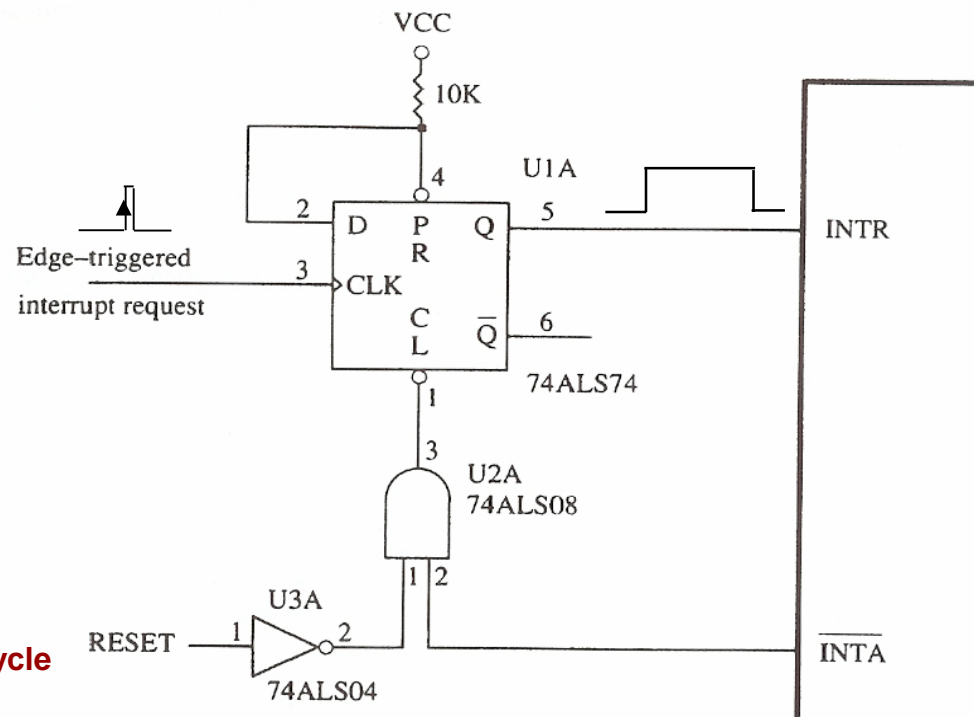 VCC
10K
4
U1A
2
D
P
R
Q
5
INTR
Edge–triggered
interrupt request
3
CLK
C
L
Q
6
1
74ALS74
3
U2A
74ALS08
1
2
U3A
RESET
1
2
INTA
ycle
74ALS04